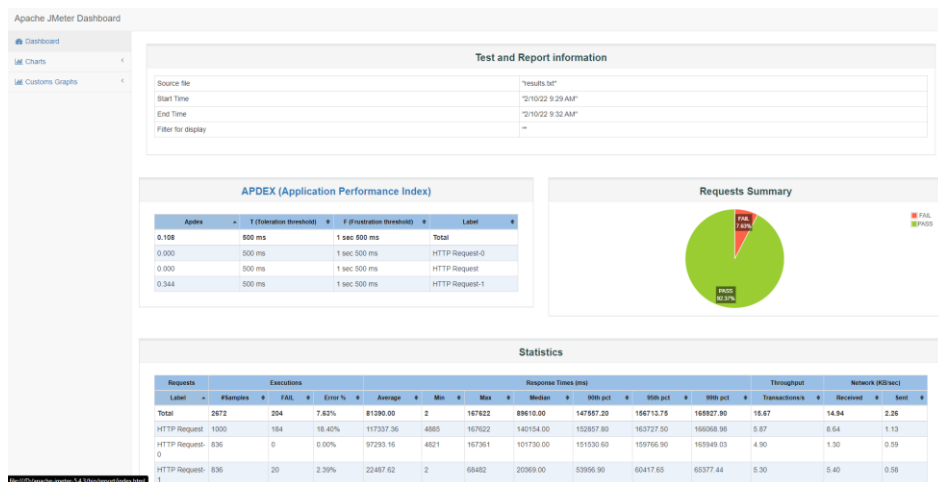 Apache JMeter Dashboard
Dashboard
Charts
Customs Graphs
Test and Report information
Source file "results.txt"
Start Time "2/10/22 9:29 AM"
End Time "2/10/22 9:32 AM"
Filter for display ""
APDEX (Application Performance Index)
Apdex T (Toleration threshold) F (Frustration threshold) Label
0.108 500 ms 1 sec 500 ms Total
0.000 500 ms 1 sec 500 ms HTTP Request-0
0.000 500 ms 1 sec 500 ms HTTP Request
0.344 500 ms 1 sec 500 ms HTTP Request-1
Requests Summary
FAIL
7.63%
PASS
92.37%
FAIL
PASS
Statistics
Requests Executions Response Times (ms) Throughput Network (KB/sec)
Label #Samples FAIL Error % Average Min Max Median 90th pct 95th pct 99th pct Transactions/s Received Sent
Total 2672 204 7.63% 81390.00 2 167622 89610.00 147557.20 156713.75 165927.90 15.67 14.94 2.26
HTTP Request 1000 184 18.40% 117337.36 4885 167622 140154.00 152857.80 163727.50 166068.98 5.87 8.64 1.13
HTTP Request-0 836 0 0.00% 97293.16 4821 167361 101730.00 151530.60 159766.90 165949.03 4.90 1.30 0.59
HTTP Request-1 836 20 2.39% 22487.62 2 68482 20369.00 53956.90 60417.65 65377.44 5.30 5.40 0.58
file:///D:/apache-jmeter-5.4.3/bin/report/index.html